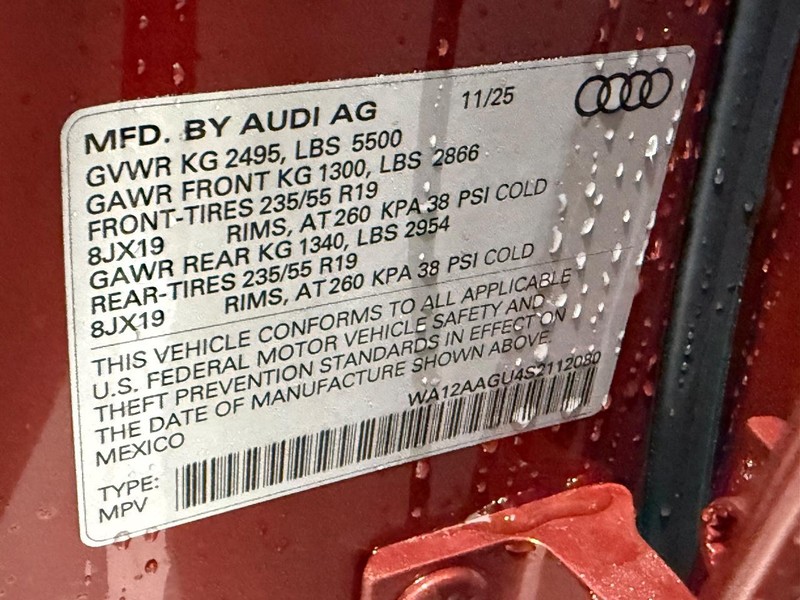 MFD. BY AUDI AG 11/25
GVWR KG 2495, LBS 5500
GAWR FRONT KG 1300, LBS 2866
FRONT-TIRES 235/55 R19
8JX19 RIMS, AT 260 KPA 38 PSI COLD
GAWR REAR KG 1340, LBS 2954
REAR-TIRES 235/55 R19
8JX19 RIMS, AT 260 KPA 38 PSI COLD
THIS VEHICLE CONFORMS TO ALL APPLICABLE
U.S. FEDERAL MOTOR VEHICLE SAFETY AND
THEFT PREVENTION STANDARDS IN EFFECT ON
THE DATE OF MANUFACTURE SHOWN ABOVE.
MEXICO WA12AAGU4S2112080
TYPE:
MPV